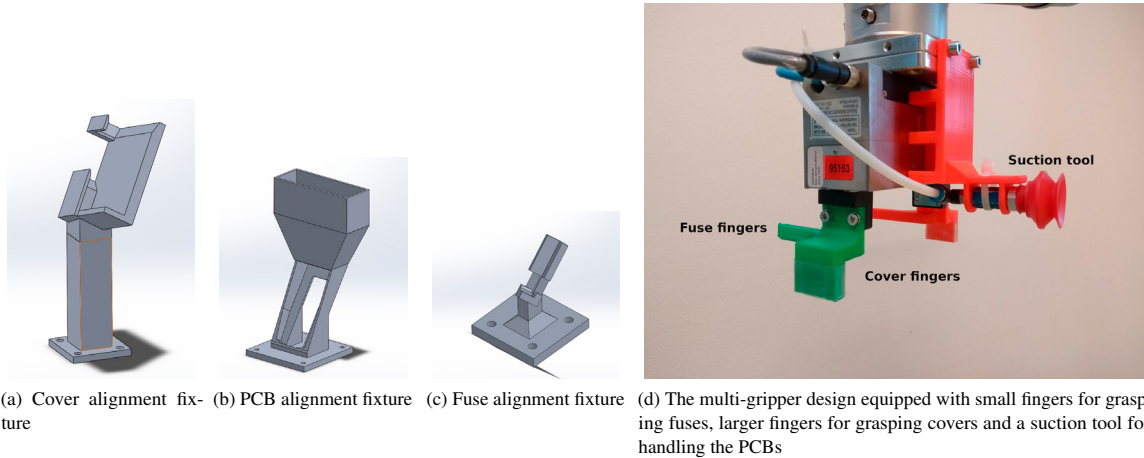 Suction tool
96163
Fuse fingers
Cover fingers
(a) Cover alignment fix-
ture
(b) PCB alignment fixture
(c) Fuse alignment fixture
(d) The multi-gripper design equipped with small fingers for grasp
ing fuses, larger fingers for grasping covers and a suction tool fo
handling the PCBs